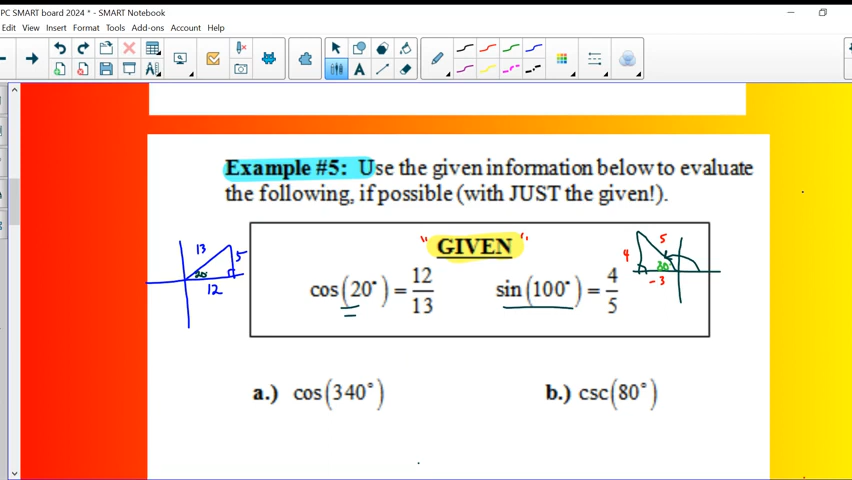 PC SMART board 2024 * - SMART Notebook
Edit View Insert Format Tools Add-ons Account Help
Example #5: Use the given information below to evaluate
the following, if possible (with JUST the given!).
"GIVEN"
cos(20°) = 12/13 sin(100°) = 4/5
13
5
20°
12
5
4
80°
-3
a.) cos(340°) b.) csc(80°)